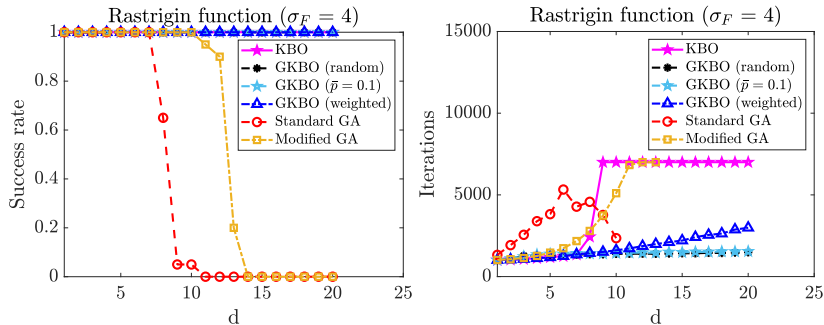 Rastrigin function (σ_F = 4)
1
0.8
0.6
0.4
0.2
0
Success rate
5
10
15
20
25
d
KBO
GKBO (random)
GKBO (p̄ = 0.1)
GKBO (weighted)
Standard GA
Modified GA
Rastrigin function (σ_F = 4)
15000
10000
5000
0
Iterations
5
10
15
20
25
d
KBO
GKBO (random)
GKBO (p̄ = 0.1)
GKBO (weighted)
Standard GA
Modified GA